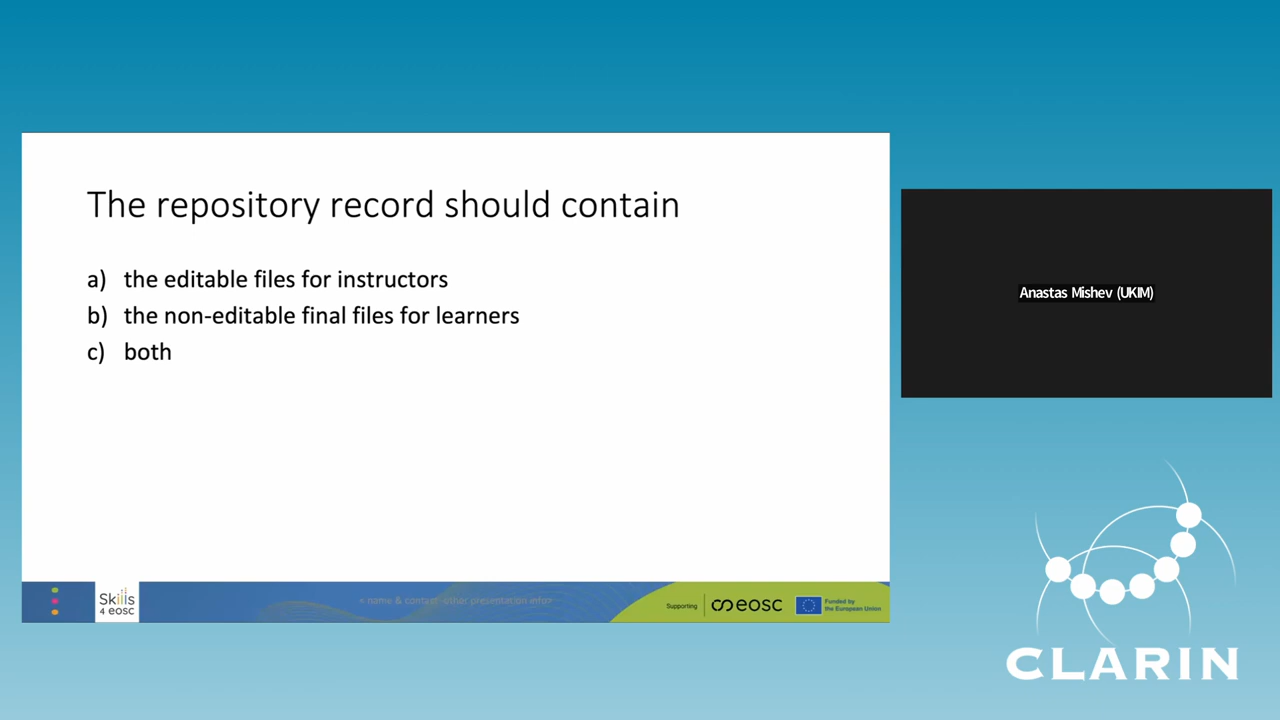 The repository record should contain
a) the editable files for instructors
b) the non-editable final files for learners
c) both
Anastas Mishev (UKIM)
Skills
4 eosc
Supporting
eosc
Funded by
the European Union
CLARIN